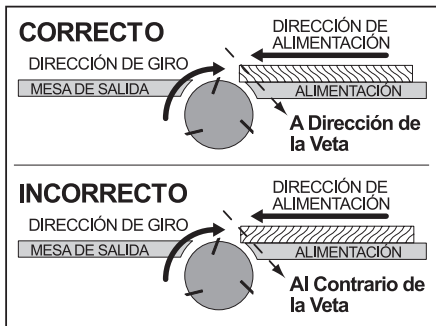 CORRECTO
DIRECCIÓN DE
ALIMENTACIÓN
DIRECCIÓN DE GIRO
MESA DE SALIDA
ALIMENTACIÓN
A Dirección de
la Veta
INCORRECTO
DIRECCIÓN DE
ALIMENTACIÓN
DIRECCIÓN DE GIRO
MESA DE SALIDA
ALIMENTACIÓN
Al Contrario de
la Veta